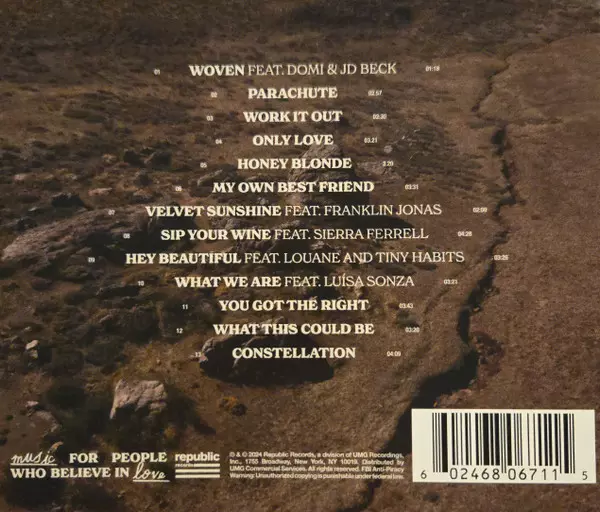 01 WOVEN FEAT. DOMI & JD BECK 01:18
02 PARACHUTE 02:57
03 WORK IT OUT 03:30
04 ONLY LOVE 03:21
05 HONEY BLONDE 3:20
06 MY OWN BEST FRIEND 03:31
07 VELVET SUNSHINE FEAT. FRANKLIN JONAS 02:09
08 SIP YOUR WINE FEAT. SIERRA FERRELL 04:28
09 HEY BEAUTIFUL FEAT. LOUANE AND TINY HABITS 03:25
10 WHAT WE ARE FEAT. LUÍSA SONZA 03:21
11 YOU GOT THE RIGHT 03:43
12 WHAT THIS COULD BE 03:20
13 CONSTELLATION 04:09
music FOR PEOPLE
WHO BELIEVE IN love
republic
RECORDS
℗ & © 2024 Republic Records, a division of UMG Recordings,
Inc., 1755 Broadway, New York, NY 10019. Distributed by
UMG Commercial Services. All rights reserved. FBI Anti-Piracy
Warning: Unauthorized copying is punishable under federal law.
6 02468 06711 5